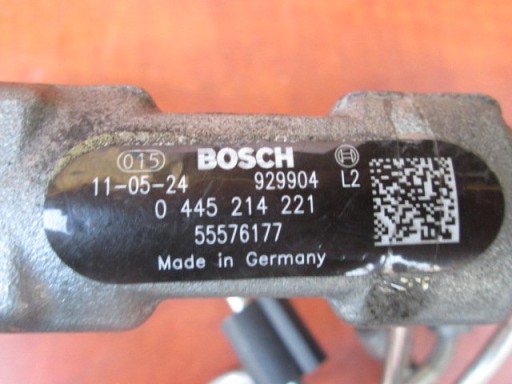 015 BOSCH
11-05-24 929904 L2
0 445 214 221
55576177
Made in Germany